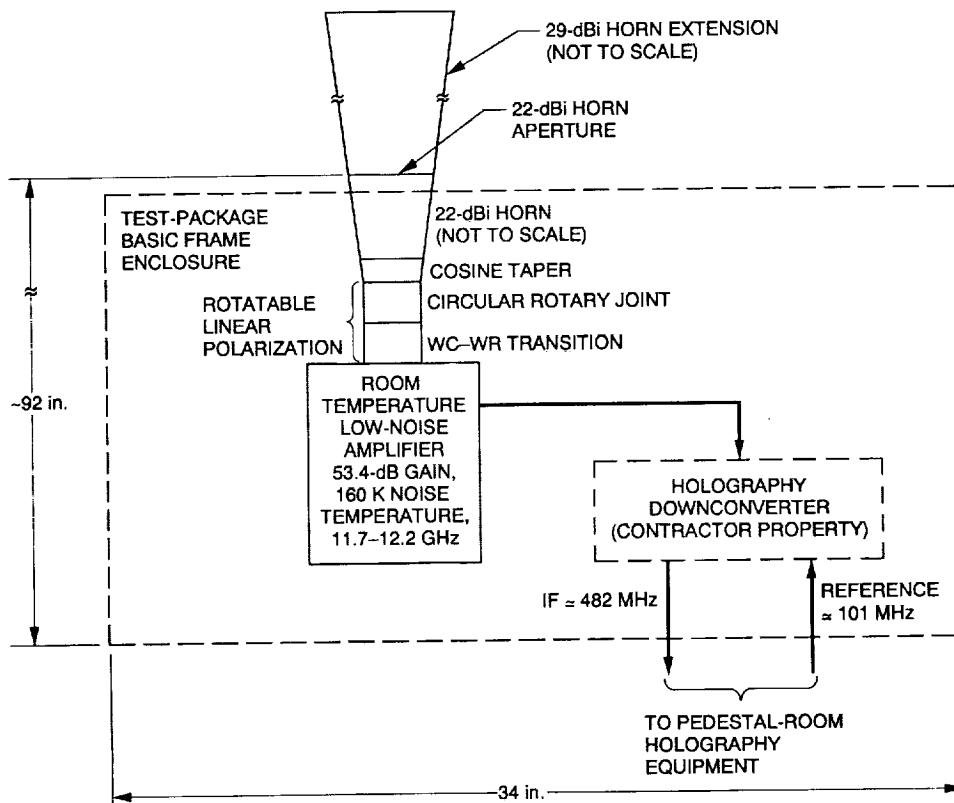 29-dBi HORN EXTENSION
(NOT TO SCALE)
22-dBi HORN
APERTURE
TEST-PACKAGE
BASIC FRAME
ENCLOSURE
22-dBi HORN
(NOT TO SCALE)
COSINE TAPER
ROTATABLE
LINEAR
POLARIZATION
CIRCULAR ROTARY JOINT
WC–WR TRANSITION
~92 in.
ROOM
TEMPERATURE
LOW-NOISE
AMPLIFIER
53.4-dB GAIN,
160 K NOISE
TEMPERATURE,
11.7–12.2 GHz
HOLOGRAPHY
DOWNCONVERTER
(CONTRACTOR PROPERTY)
IF ≃ 482 MHz
REFERENCE
≃ 101 MHz
TO PEDESTAL-ROOM
HOLOGRAPHY
EQUIPMENT
34 in.